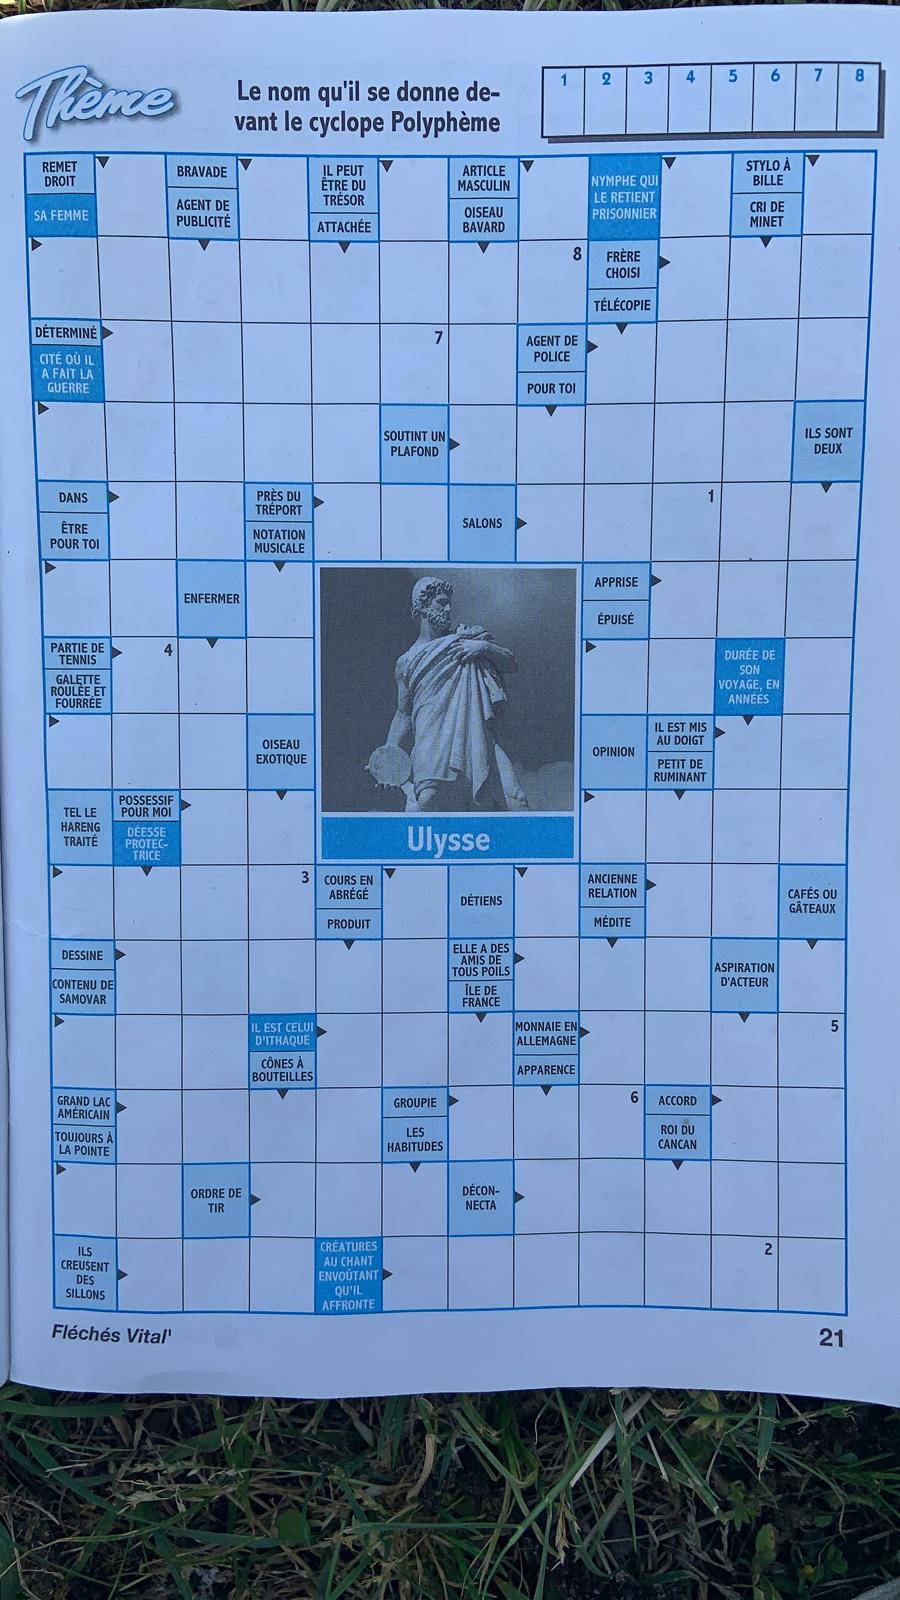 Thème
Le nom qu'il se donne de-
vant le cyclope Polyphème
1 2 3 4 5 6 7 8
REMET
DROIT
SA FEMME
BRAVADE
AGENT DE
PUBLICITÉ
IL PEUT
ÊTRE DU
TRÉSOR
ATTACHÉE
ARTICLE
MASCULIN
OISEAU
BAVARD
NYMPHE QUI
LE RETIENT
PRISONNIER
STYLO À
BILLE
CRI DE
MINET
8
FRÈRE
CHOISI
TÉLÉCOPIE
DÉTERMINÉ
CITÉ OÙ IL
A FAIT LA
GUERRE
7
AGENT DE
POLICE
POUR TOI
SOUTINT UN
PLAFOND
ILS SONT
DEUX
DANS
ÊTRE
POUR TOI
PRÈS DU
TRÉPORT
NOTATION
MUSICALE
SALONS
1
ENFERMER
APPRISE
ÉPUISÉ
PARTIE DE
TENNIS
GALETTE
ROULÉE ET
FOURRÉE
4
DURÉE DE
SON
VOYAGE, EN
ANNÉES
OISEAU
EXOTIQUE
OPINION
IL EST MIS
AU DOIGT
PETIT DE
RUMINANT
TEL LE
HARENG
TRAITÉ
POSSESSIF
POUR MOI
DÉESSE
PROTEC-
TRICE
Ulysse
3
COURS EN
ABRÉGÉ
PRODUIT
DÉTIENS
ANCIENNE
RELATION
MÉDITE
CAFÉS OU
GÂTEAUX
DESSINE
CONTENU DE
SAMOVAR
ELLE A DES
AMIS DE
TOUS POILS
ÎLE DE
FRANCE
ASPIRATION
D'ACTEUR
IL EST CELUI
D'ITHAQUE
CÔNES À
BOUTEILLES
MONNAIE EN
ALLEMAGNE
APPARENCE
5
GRAND LAC
AMÉRICAIN
TOUJOURS À
LA POINTE
GROUPIE
LES
HABITUDES
6
ACCORD
ROI DU
CANCAN
ORDRE DE
TIR
DÉCON-
NECTA
ILS
CREUSENT
DES
SILLONS
CRÉATURES
AU CHANT
ENVOÛTANT
QU'IL
AFFRONTE
2
Fléchés Vital'
21